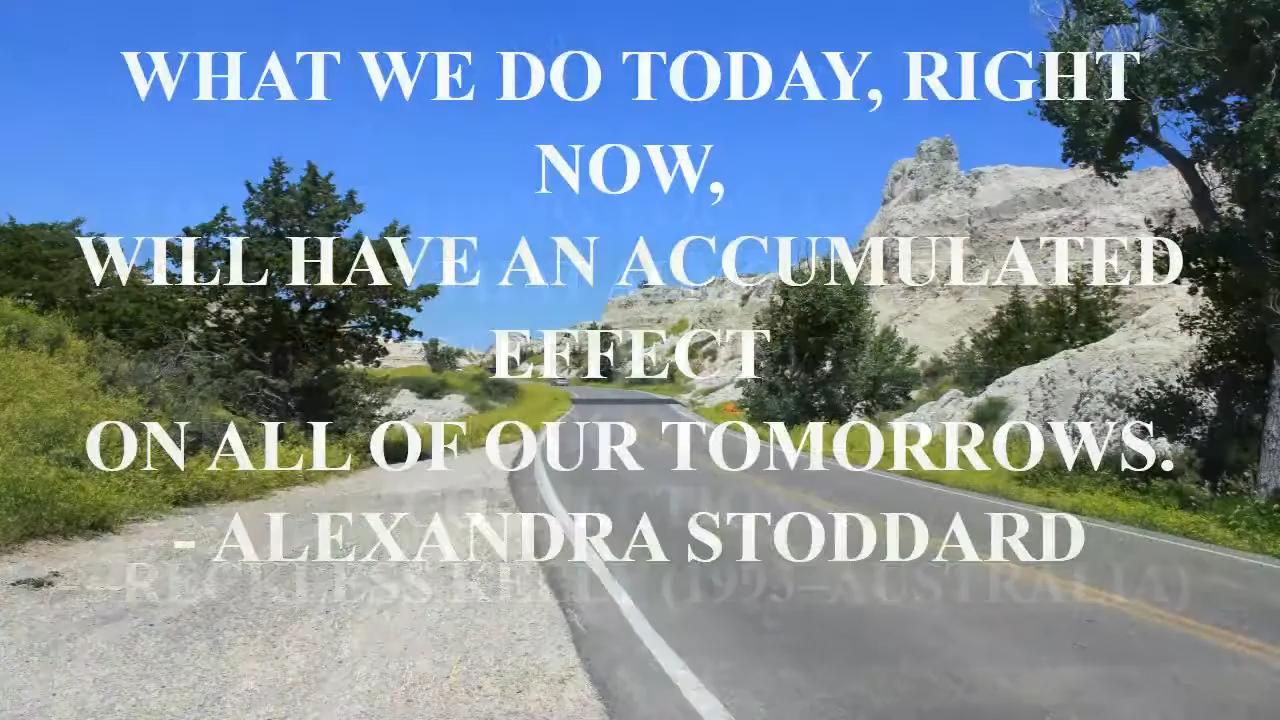 WHAT WE DO TODAY, RIGHT
NOW,
WILL HAVE AN ACCUMULATED
EFFECT
ON ALL OF OUR TOMORROWS.
- ALEXANDRA STODDARD